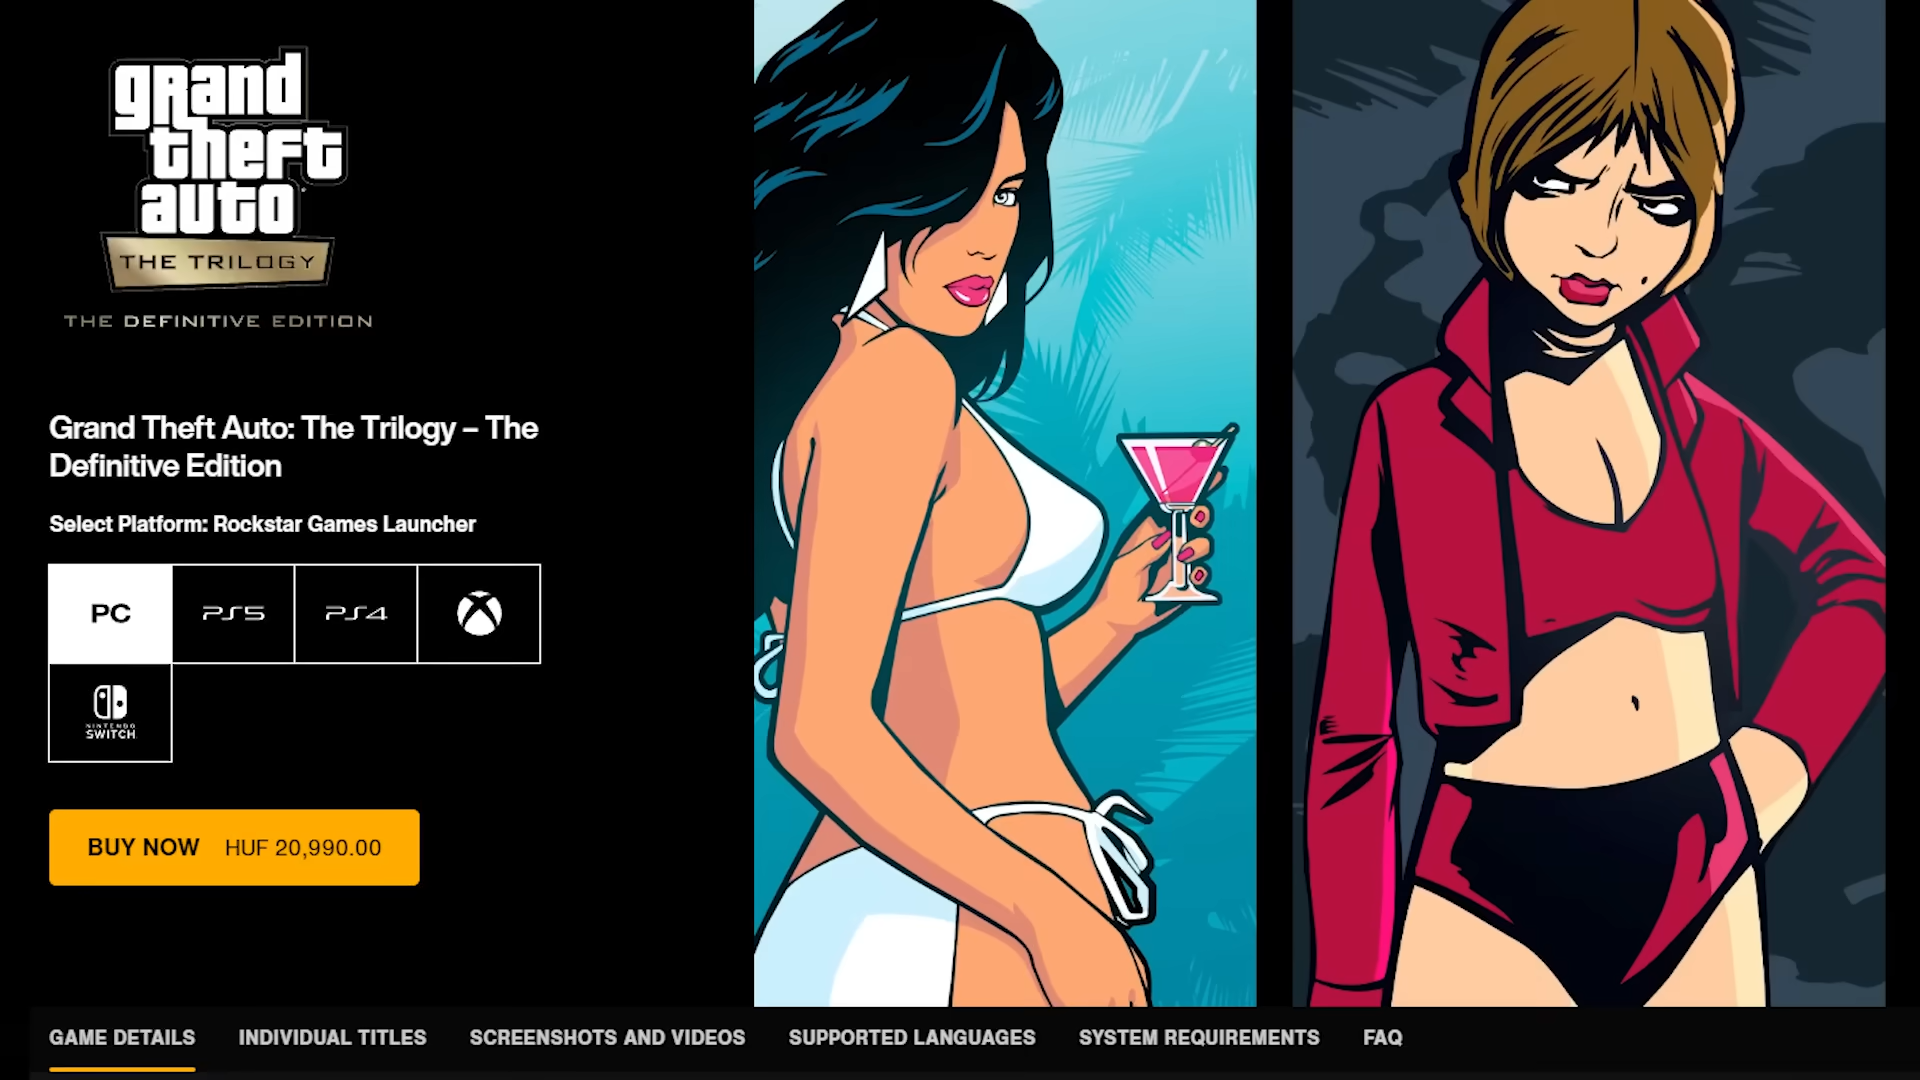 grand
theft
auto
THE TRILOGY
THE DEFINITIVE EDITION
Grand Theft Auto: The Trilogy – The
Definitive Edition
Select Platform: Rockstar Games Launcher
PC PS5 PS4
NINTENDO
SWITCH
BUY NOW HUF 20,990.00
GAME DETAILS INDIVIDUAL TITLES SCREENSHOTS AND VIDEOS SUPPORTED LANGUAGES SYSTEM REQUIREMENTS FAQ